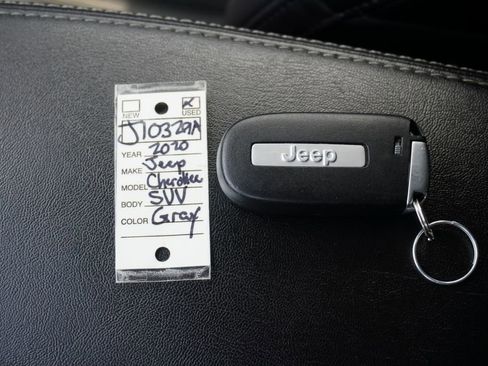 NEW USED
J10329A
YEAR 2020
MAKE Jeep
MODEL Cherokee
BODY SUV
COLOR Gray
Jeep